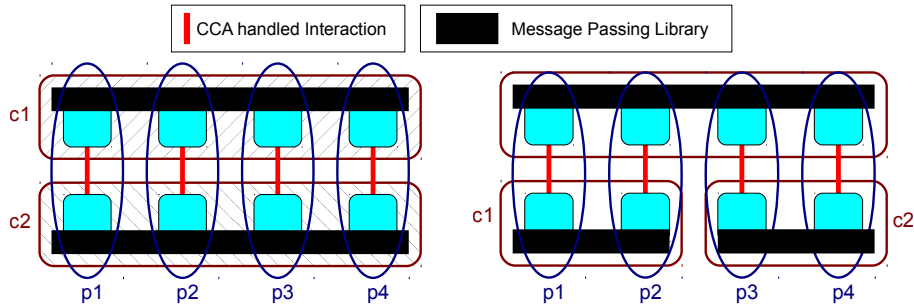 CCA handled Interaction
Message Passing Library
c1
c2
p1 p2 p3 p4
c1
c2
p1 p2 p3 p4